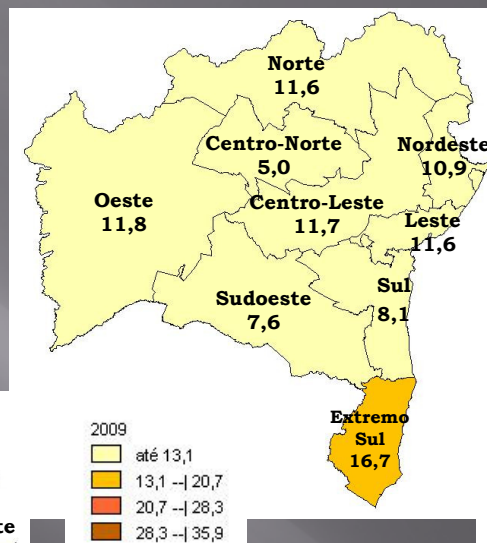 Norte
11,6
Centro-Norte
5,0
Nordeste
10,9
Oeste
11,8
Centro-Leste
11,7
Leste
11,6
Sudoeste
7,6
Sul
8,1
Extremo
Sul
16,7
2009
até 13,1
13,1 --| 20,7
20,7 --| 28,3
28,3 --| 35,9
te